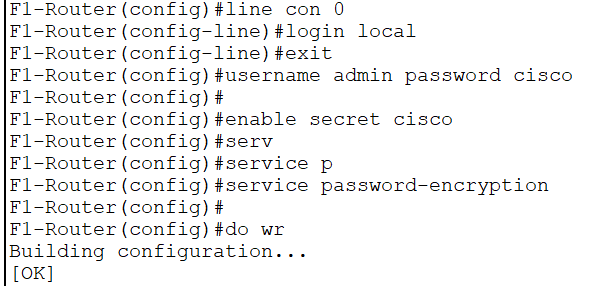 F1-Router(config)#line con 0
F1-Router(config-line)#login local
F1-Router(config-line)#exit
F1-Router(config)#username admin password cisco
F1-Router(config)#
F1-Router(config)#enable secret cisco
F1-Router(config)#serv
F1-Router(config)#service p
F1-Router(config)#service password-encryption
F1-Router(config)#
F1-Router(config)#do wr
Building configuration...
[OK]